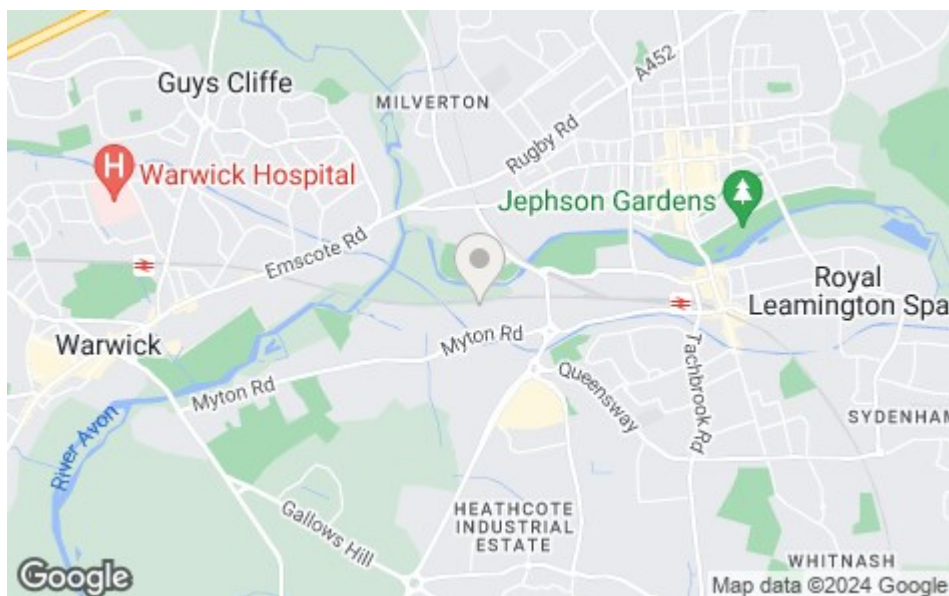 Guys Cliffe
MILVERTON
A452
Rugby Rd
H
Warwick Hospital
Jephson Gardens
Emscote Rd
Royal
Leamington Spa
Warwick
Myton Rd
Myton Rd
Queensway
Tachbrook Rd
River Avon
SYDENHAM
Gallows Hill
HEATHCOTE
INDUSTRIAL
ESTATE
WHITNASH
Google
Map data ©2024 Google